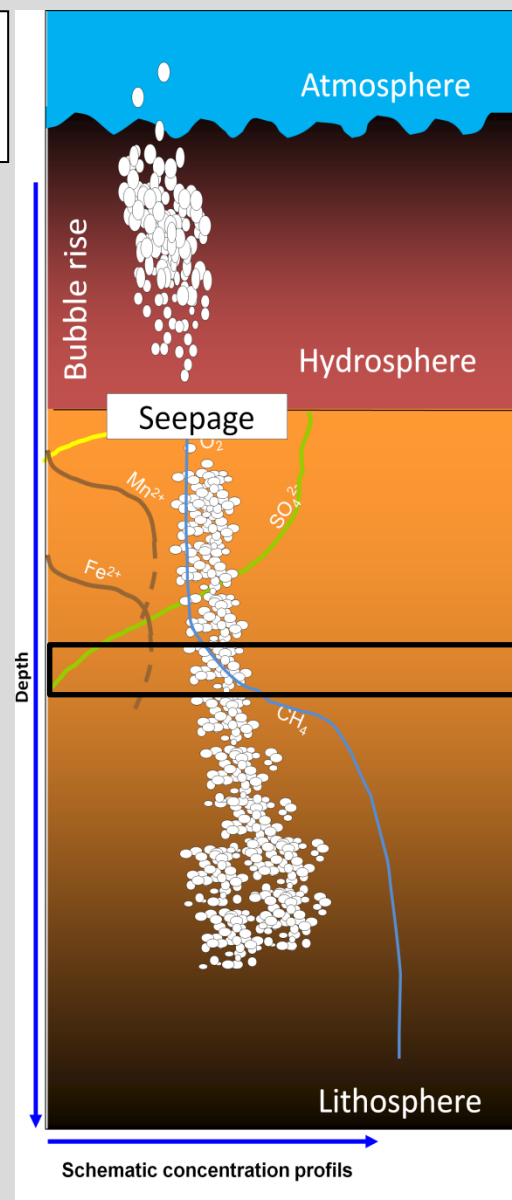 Atmosphere
Bubble rise
Hydrosphere
Seepage
O₂
Mn²⁺
SO₄²⁻
Fe²⁺
Depth
CH₄
Lithosphere
Schematic concentration profils